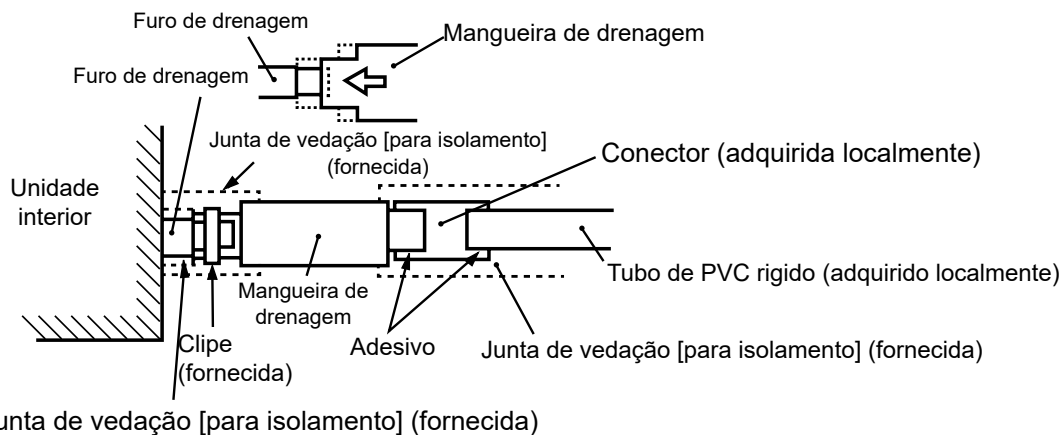 Furo de drenagem
Mangueira de drenagem
Furo de drenagem
Junta de vedação [para isolamento]
(fornecida)
Conector (adquirida localmente)
Unidade
interior
Tubo de PVC rigido (adquirido localmente)
Mangueira de
drenagem
Clipe
(fornecida)
Adesivo
Junta de vedação [para isolamento] (fornecida)
unta de vedação [para isolamento] (fornecida)